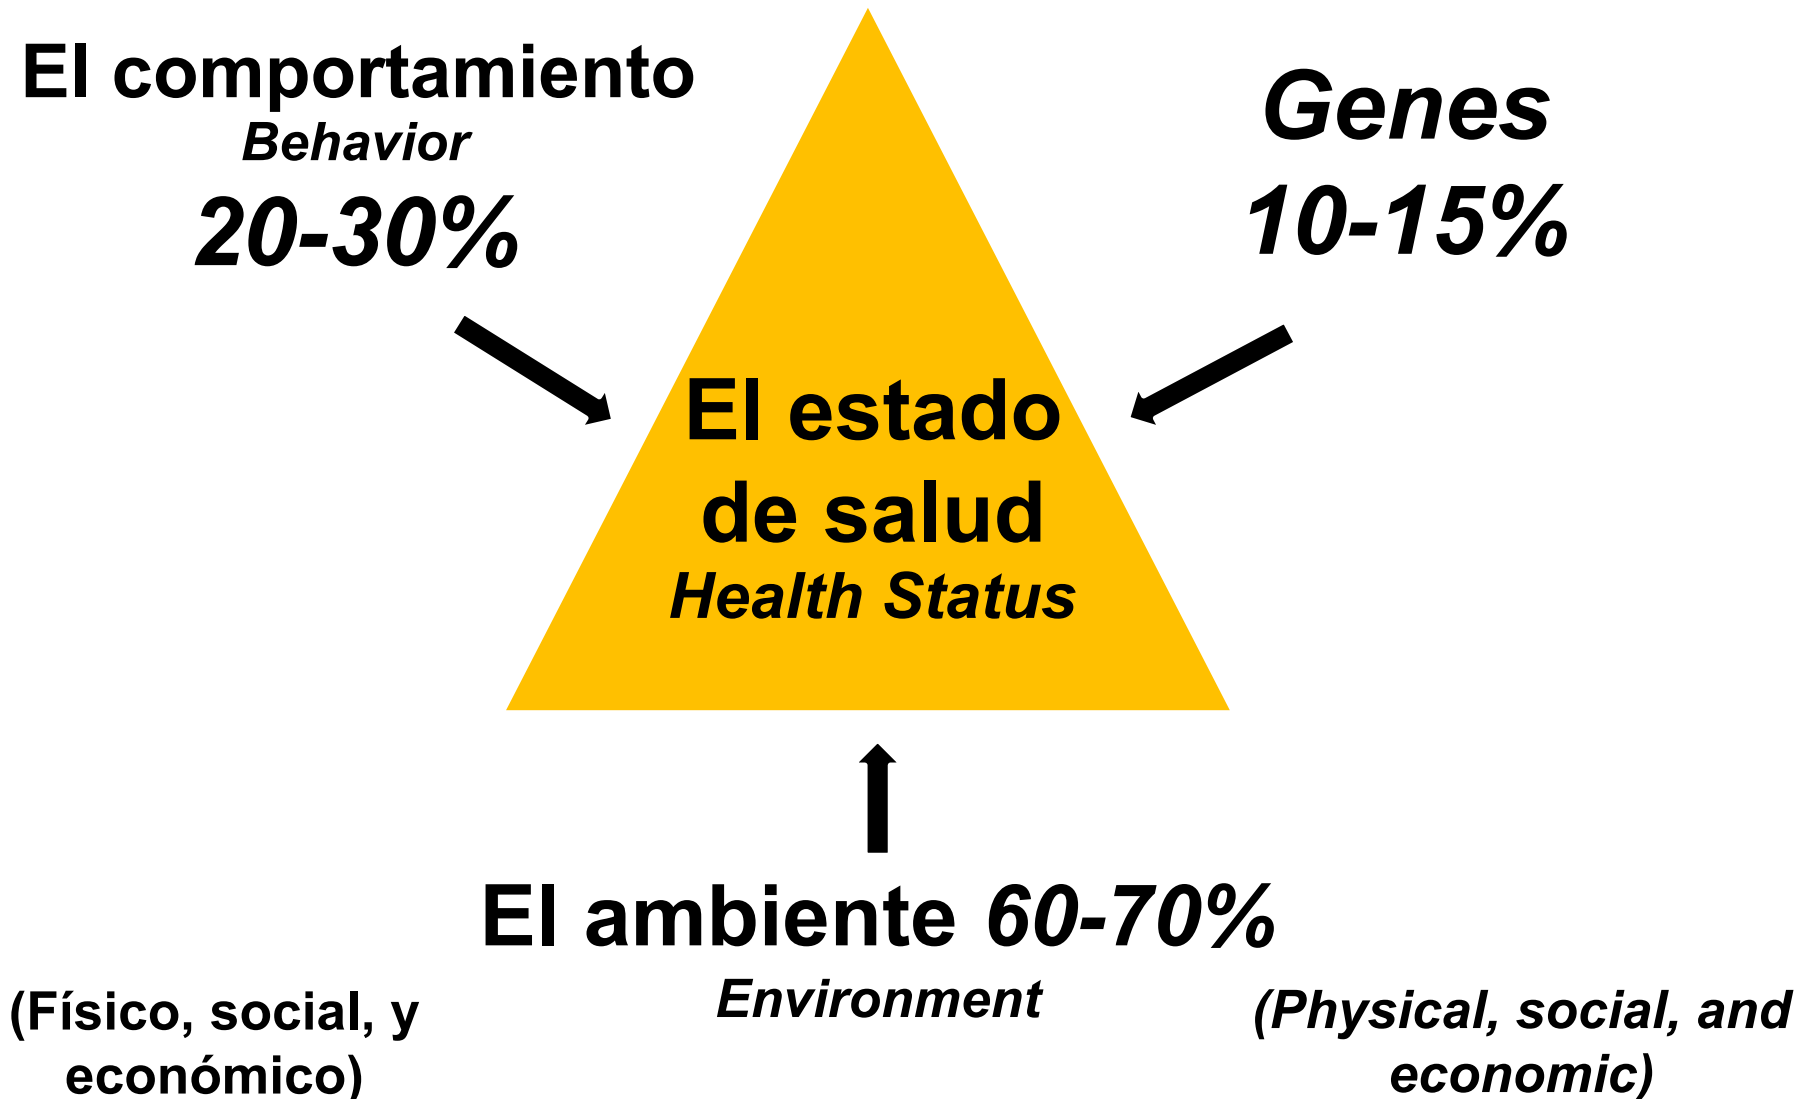 El comportamiento
Behavior
20-30%
Genes
10-15%
El estado
de salud
Health Status
El ambiente 60-70%
Environment
(Físico, social, y
económico)
(Physical, social, and
economic)